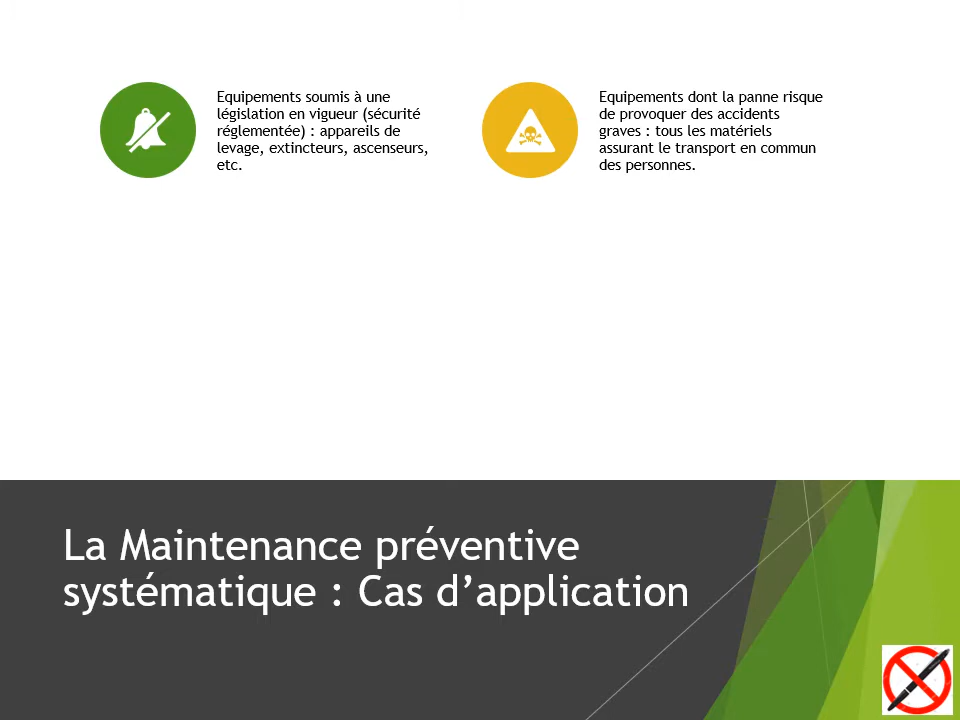 Equipements soumis à une
législation en vigueur (sécurité
réglementée) : appareils de
levage, extincteurs, ascenseurs,
etc.
Equipements dont la panne risque
de provoquer des accidents
graves : tous les matériels
assurant le transport en commun
des personnes.
La Maintenance préventive
systématique : Cas d’application